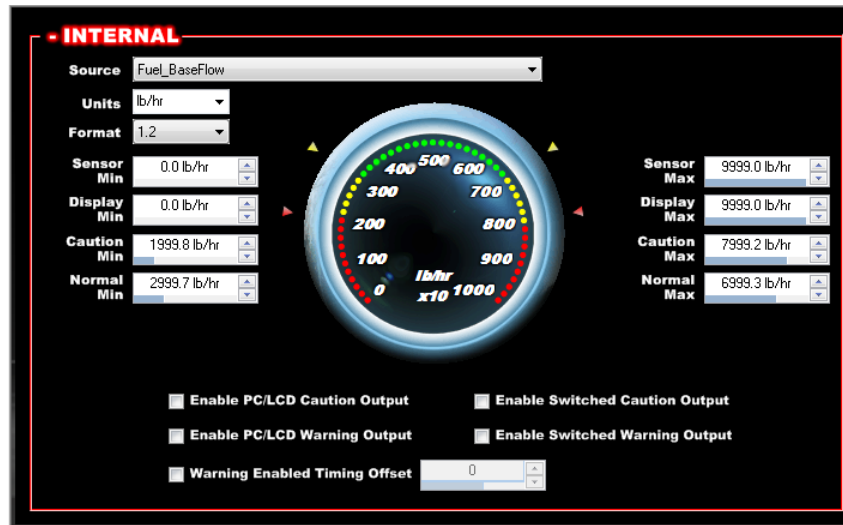 - INTERNAL
Source Fuel_BaseFlow
Units lb/hr
Format 1.2
Sensor Min 0.0 lb/hr
Display Min 0.0 lb/hr
Caution Min 1999.8 lb/hr
Normal Min 2999.7 lb/hr
0
100
200
300
400
500
600
700
800
900
1000
lb/hr
x10
Sensor Max 9999.0 lb/hr
Display Max 9999.0 lb/hr
Caution Max 7999.2 lb/hr
Normal Max 6999.3 lb/hr
Enable PC/LCD Caution Output
Enable Switched Caution Output
Enable PC/LCD Warning Output
Enable Switched Warning Output
Warning Enabled Timing Offset 0